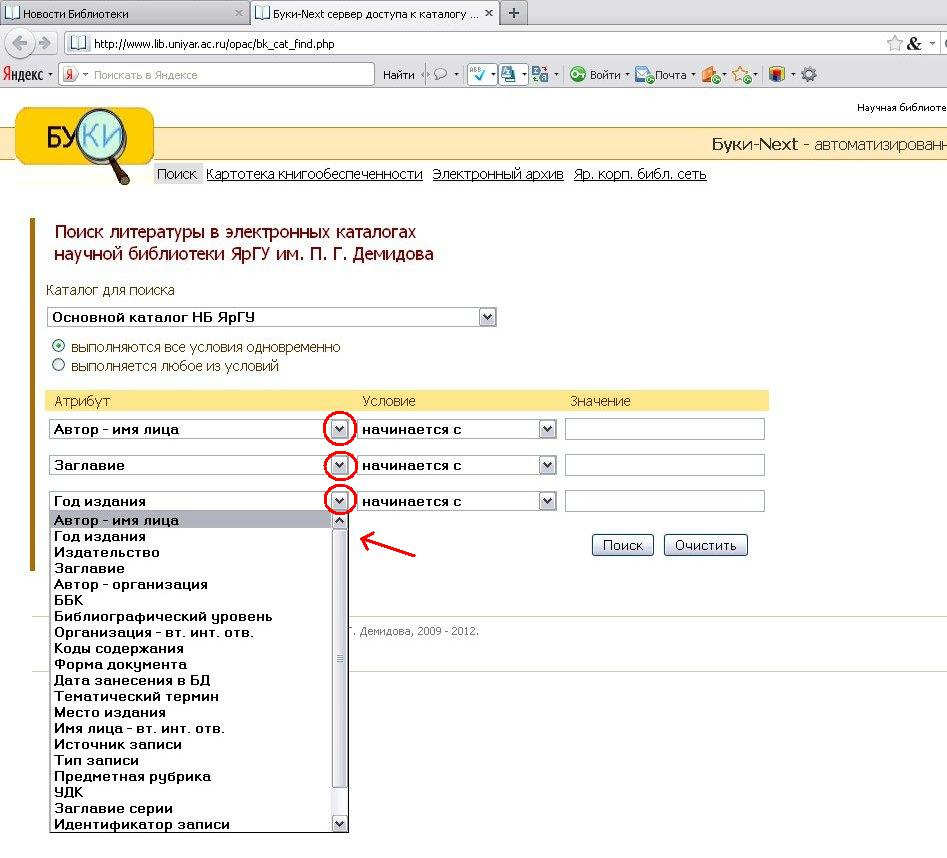 Новости Библиотеки
Буки-Next сервер доступа к каталогу ...
http://www.lib.uniyar.ac.ru/opac/bk_cat_find.php
Яндекс
Я Поискать в Яндексе
Найти
Войти
Почта
Научная библиоте
БУКИ
Буки-Next - автоматизированн
Поиск Картотека книгообеспеченности Электронный архив Яр. корп. библ. сеть
Поиск литературы в электронных каталогах
научной библиотеки ЯрГУ им. П. Г. Демидова
Каталог для поиска
Основной каталог НБ ЯрГУ
выполняются все условия одновременно
выполняется любое из условий
Атрибут Условие Значение
Автор - имя лица начинается с
Заглавие начинается с
Год издания начинается с
Автор - имя лица
Год издания
Издательство
Заглавие
Автор - организация
ББК
Библиографический уровень
Организация - вт. инт. отв.
Коды содержания
Форма документа
Дата занесения в БД
Тематический термин
Место издания
Имя лица - вт. инт. отв.
Источник записи
Тип записи
Предметная рубрика
УДК
Заглавие серии
Идентификатор записи
Поиск Очистить
Г. Демидова, 2009 - 2012.